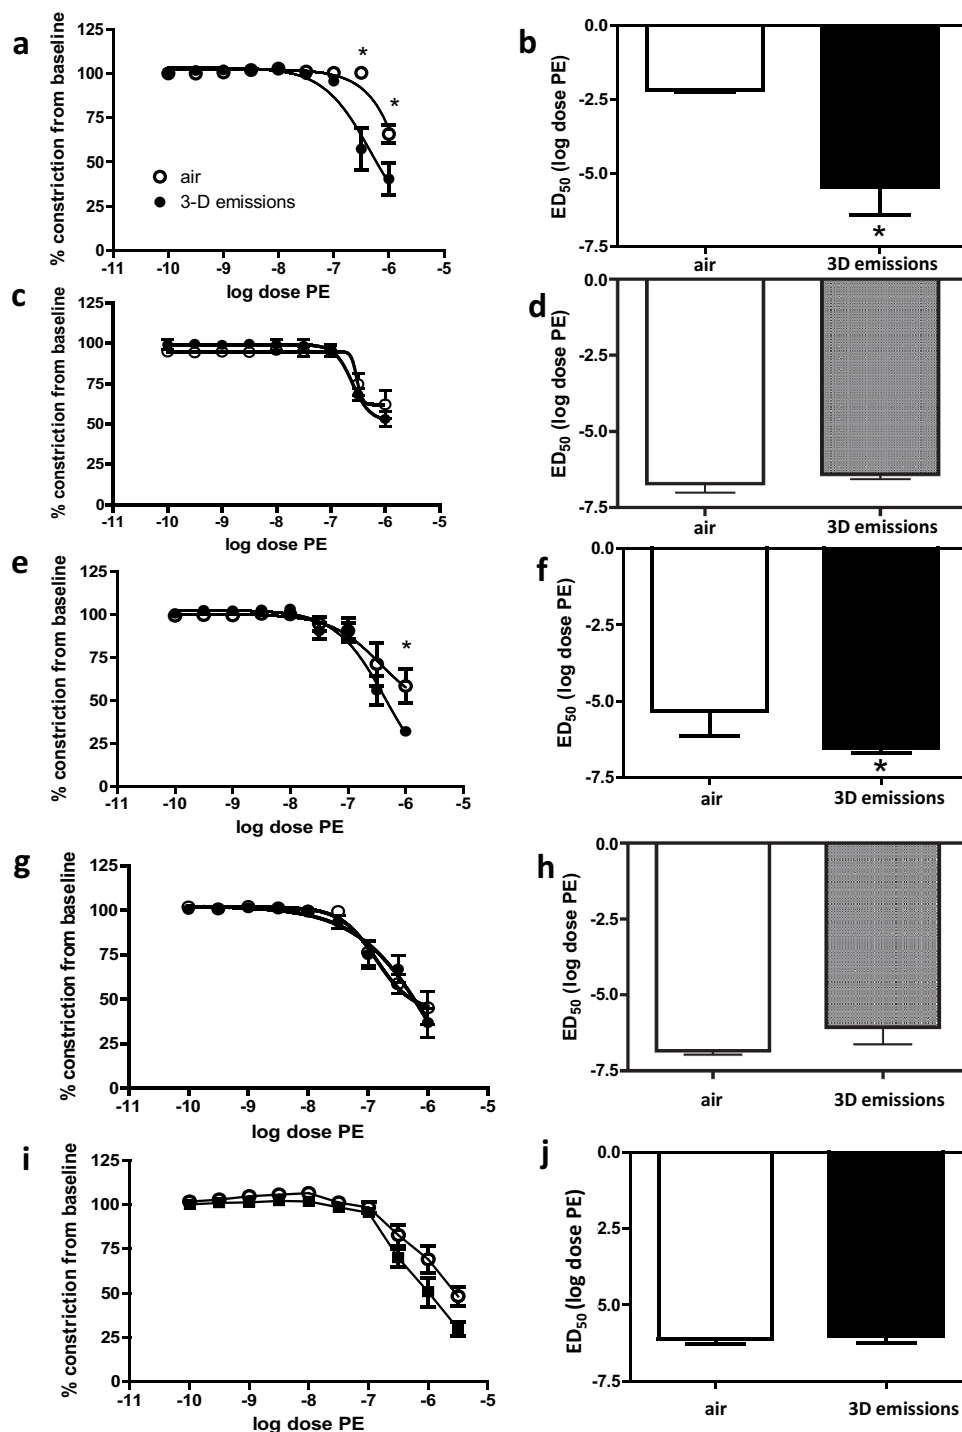 a
% constriction from baseline
125
100
75
50
25
0
* *
air
3-D emissions
-11 -10 -9 -8 -7 -6 -5
log dose PE
b
ED50 (log dose PE)
0.0
-2.5
-5.0
-7.5
*
air 3D emissions
c
% constriction from baseline
125
100
75
50
25
0
-11 -10 -9 -8 -7 -6 -5
log dose PE
d
ED50 (log dose PE)
0.0
-2.5
-5.0
-7.5
air 3D emissions
e
% constriction from baseline
125
100
75
50
25
0
*
-11 -10 -9 -8 -7 -6 -5
log dose PE
f
ED50 (log dose PE)
0.0
-2.5
-5.0
-7.5
*
air 3D emissions
g
% constriction from baseline
125
100
75
50
25
0
-11 -10 -9 -8 -7 -6 -5
log dose PE
h
ED50 (log dose PE)
0.0
-2.5
-5.0
-7.5
air 3D emissions
i
% constriction from baseline
125
100
75
50
25
0
-11 -10 -9 -8 -7 -6 -5
log dose PE
j
ED50 (log dose PE)
0.0
-2.5
-5.0
-7.5
air 3D emissions